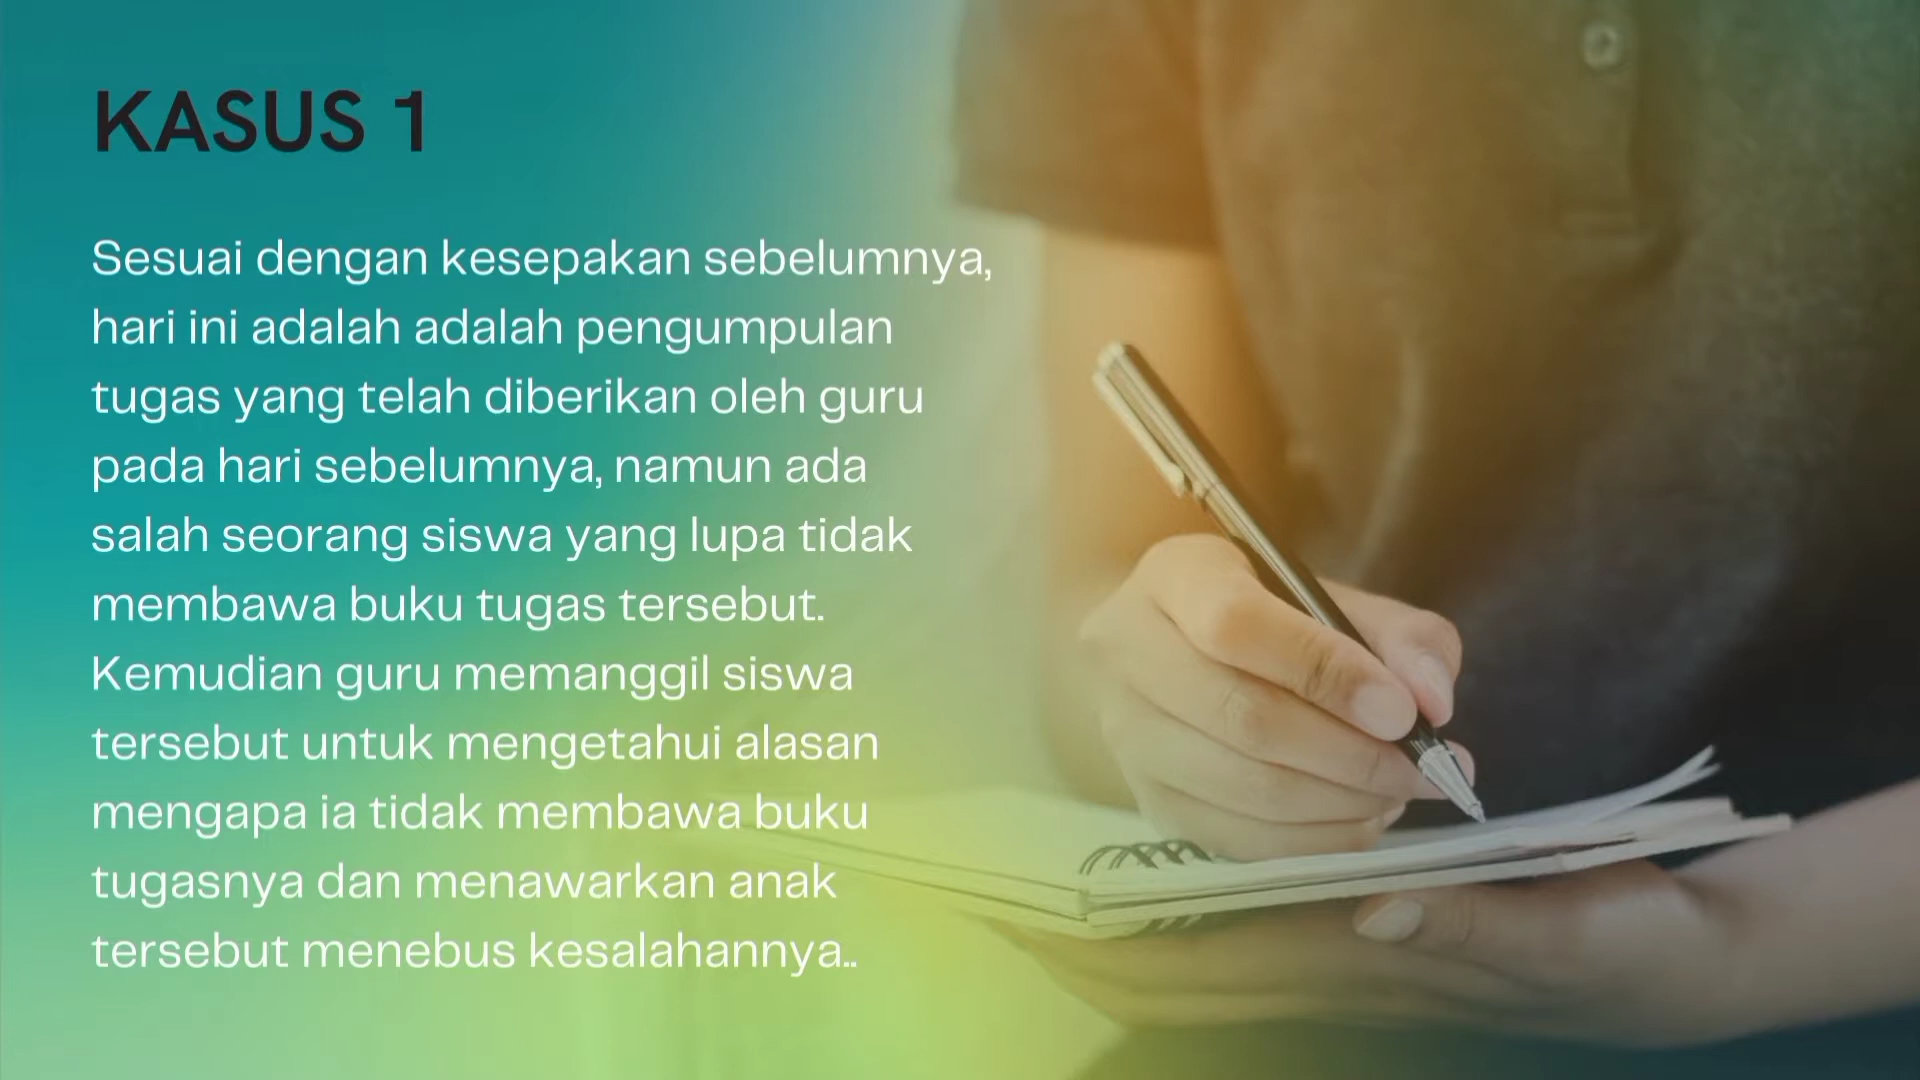 KASUS 1
Sesuai dengan kesepakan sebelumnya,
hari ini adalah adalah pengumpulan
tugas yang telah diberikan oleh guru
pada hari sebelumnya, namun ada
salah seorang siswa yang lupa tidak
membawa buku tugas tersebut.
Kemudian guru memanggil siswa
tersebut untuk mengetahui alasan
mengapa ia tidak membawa buku
tugasnya dan menawarkan anak
tersebut menebus kesalahannya..